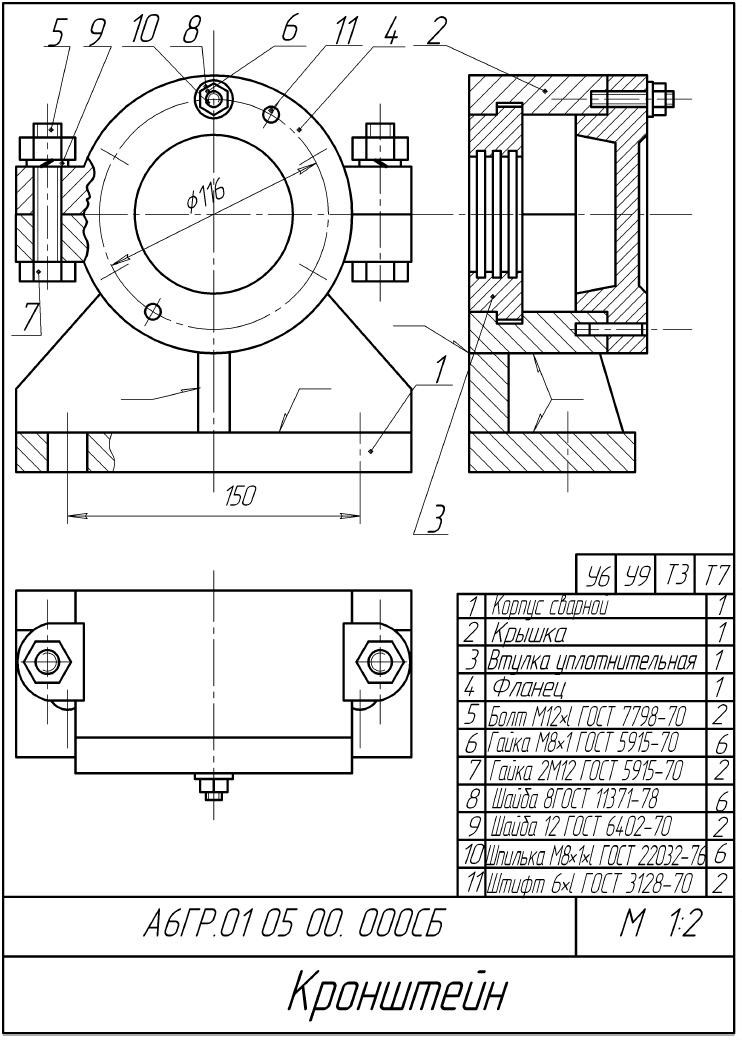 5 9 10 8 6 11 4 2
ϕ116
7
1
150
3
У6 У9 Т3 Т7
1 Корпус сварной 1
2 Крышка 1
3 Втулка уплотнительная 1
4 Фланец 1
5 Болт М12×l ГОСТ 7798-70 2
6 Гайка М8×1 ГОСТ 5915-70 6
7 Гайка 2М12 ГОСТ 5915-70 2
8 Шайба 8ГОСТ 11371-78 6
9 Шайба 12 ГОСТ 6402-70 2
10 Шпилька М8×1×l ГОСТ 22032-76 6
11 Штифт 6×l ГОСТ 3128-70 2
А6ГР.01 05 00. 000СБ М 1:2
Кронштейн